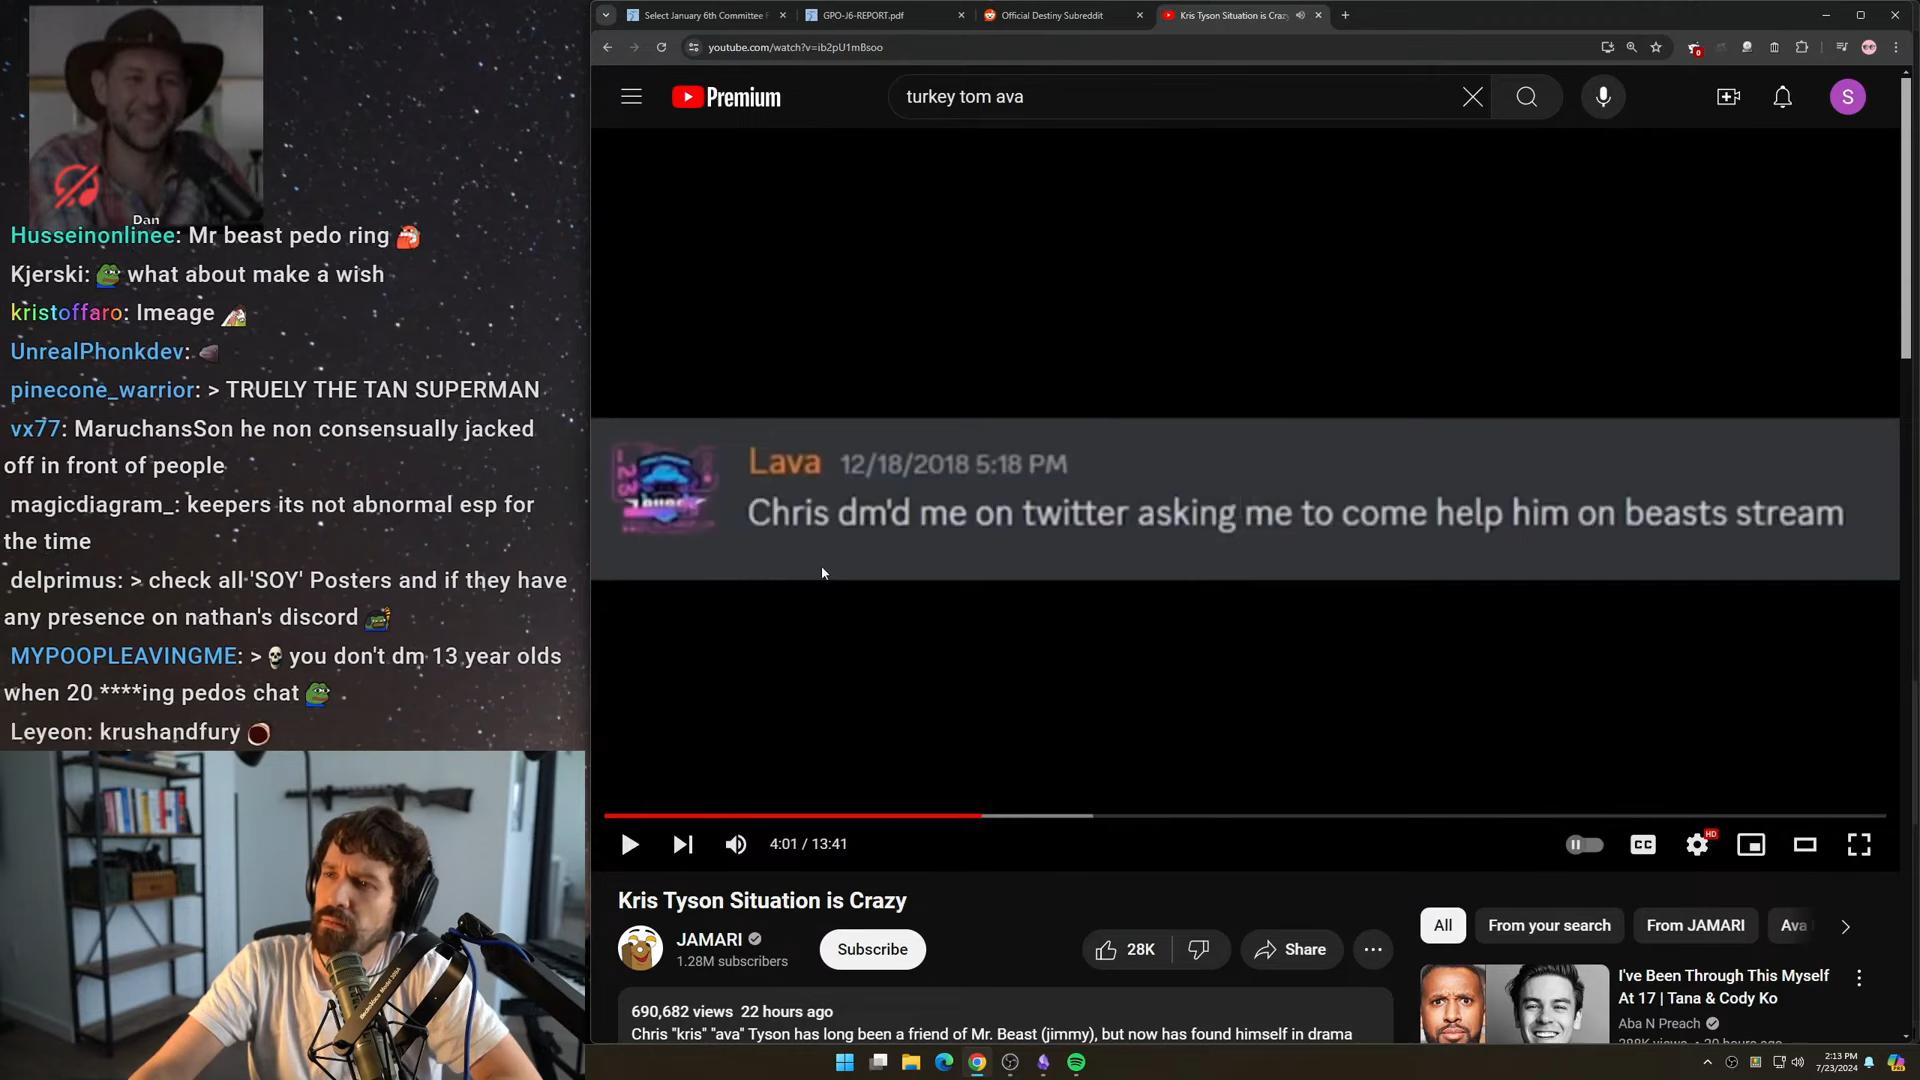 Select January 6th Committee
GPO-J6-REPORT.pdf
Official Destiny Subreddit
Kris Tyson Situation is Craz
youtube.com/watch?v=ib2pU1mBsoo
0
Premium
turkey tom ava
S
Dan
Husseinonlinee: Mr beast pedo ring
Kjerski: what about make a wish
kristoffaro: Imeage
UnrealPhonkdev:
pinecone_warrior: > TRUELY THE TAN SUPERMAN
vx77: MaruchansSon he non consensually jacked
off in front of people
magicdiagram_: keepers its not abnormal esp for
the time
delprimus: > check all 'SOY' Posters and if they have
any presence on nathan's discord
MYPOOPLEAVINGME: > you don't dm 13 year olds
when 20 ****ing pedos chat
Leyeon: krushandfury
Lava 12/18/2018 5:18 PM
Chris dm'd me on twitter asking me to come help him on beasts stream
4:01 / 13:41
CC
HD
Kris Tyson Situation is Crazy
JAMARI
1.28M subscribers
Subscribe
28K
Share
All
From your search
From JAMARI
Ava
690,682 views 22 hours ago
Chris "kris" "ava" Tyson has long been a friend of Mr. Beast (jimmy), but now has found himself in drama
I've Been Through This Myself
At 17 | Tana & Cody Ko
Aba N Preach
2:13 PM
7/23/2024